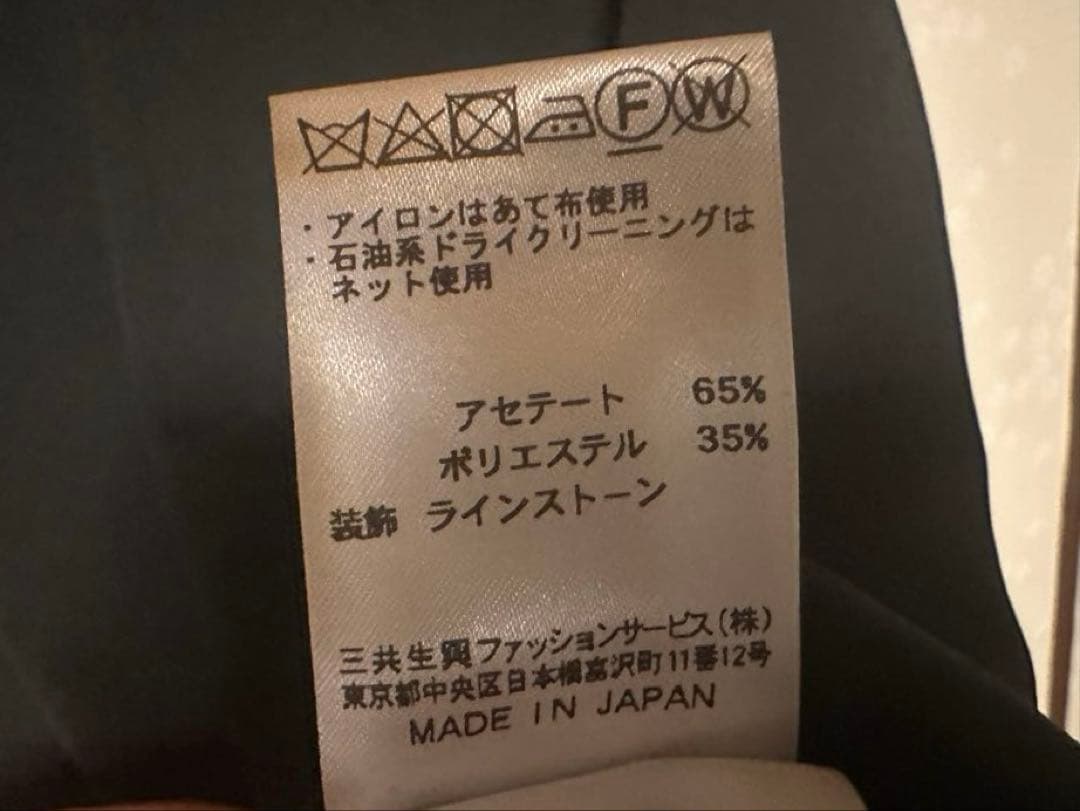 F W
・アイロンはあて布使用
・石油系ドライクリーニングは
ネット使用
アセテート 65%
ポリエステル 35%
装飾 ラインストーン
三共生興ファッションサービス(株)
東京都中央区日本橋富沢町11番12号
MADE IN JAPAN